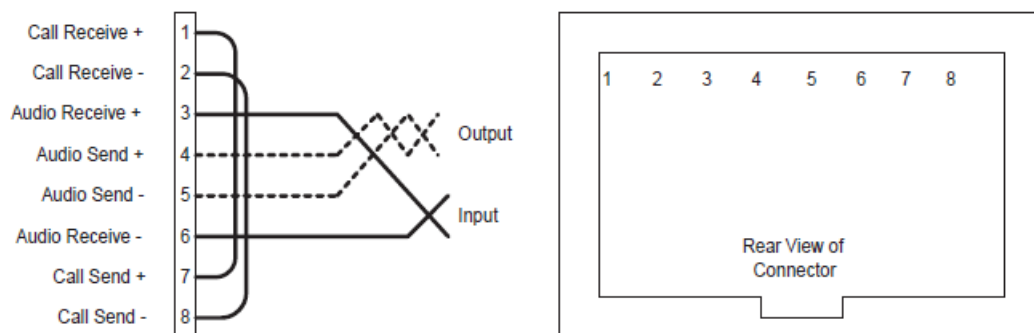 Call Receive + 1
Call Receive - 2
Audio Receive + 3
Audio Send + 4
Audio Send - 5
Audio Receive - 6
Call Send + 7
Call Send - 8
Output
Input
1 2 3 4 5 6 7 8
Rear View of
Connector